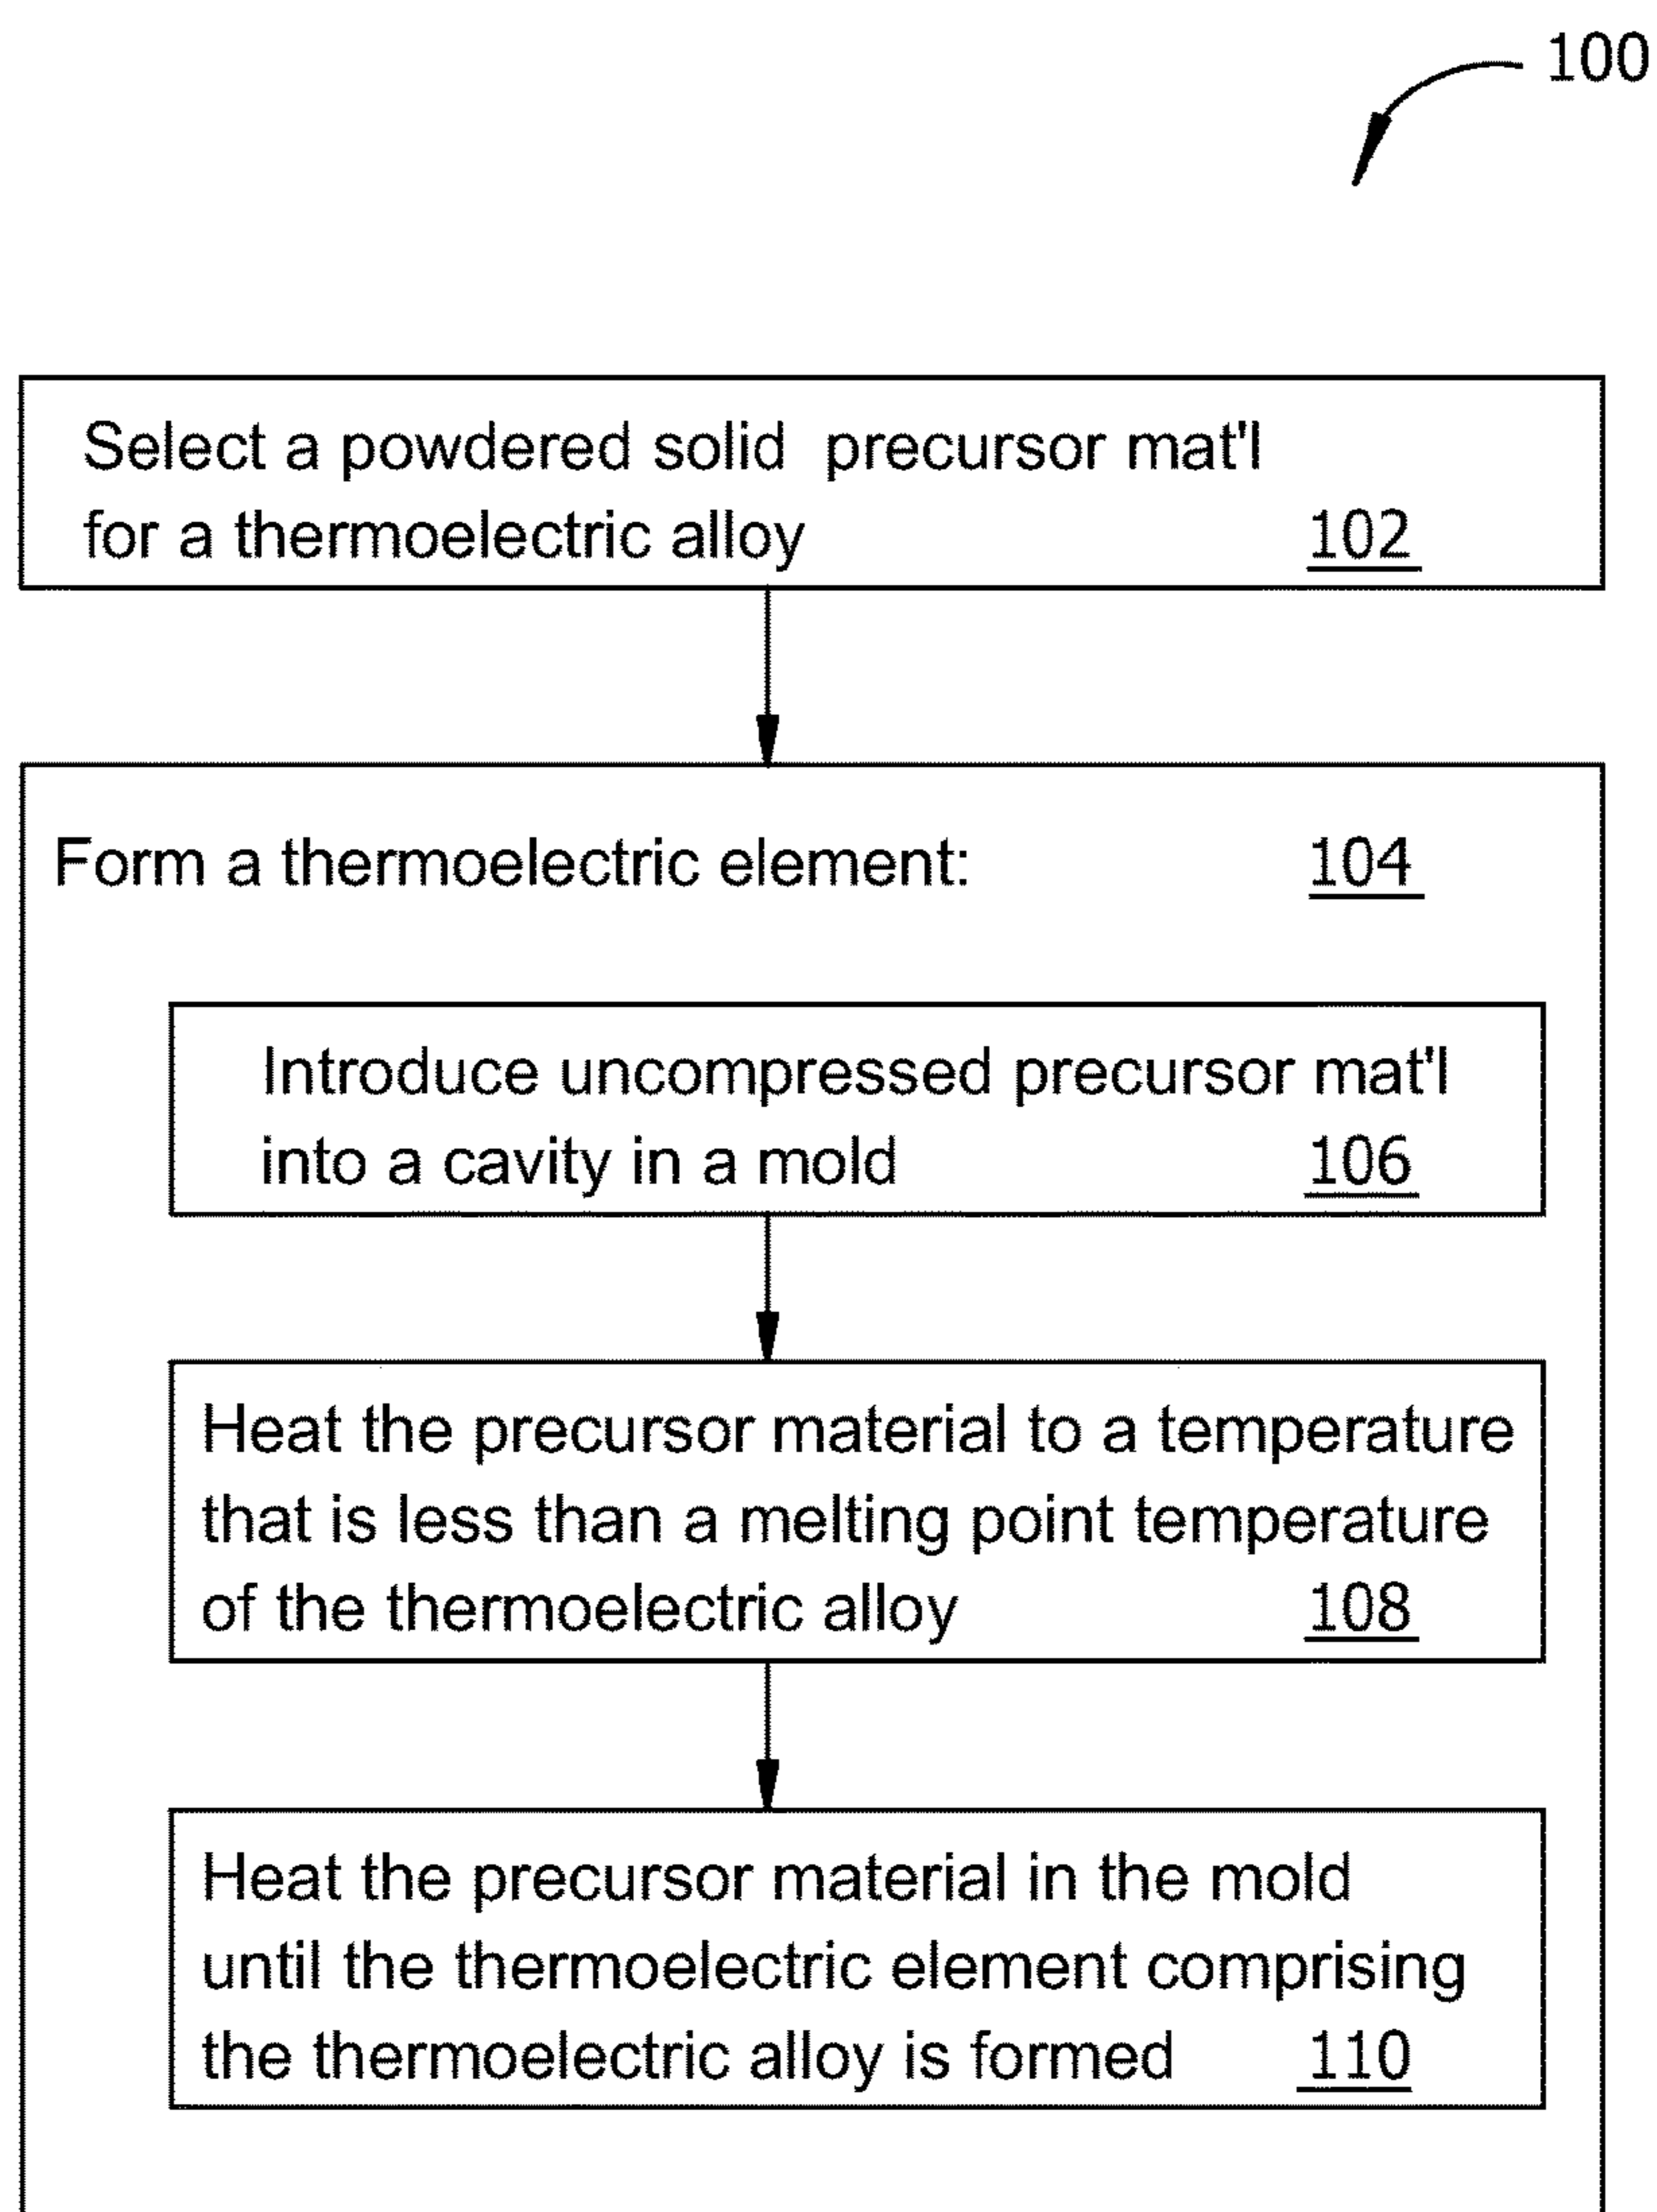 100
Select a powdered solid precursor mat'l
for a thermoelectric alloy 102
Form a thermoelectric element: 104
Introduce uncompressed precursor mat'l
into a cavity in a mold 106
Heat the precursor material to a temperature
that is less than a melting point temperature
of the thermoelectric alloy 108
Heat the precursor material in the mold
until the thermoelectric element comprising
the thermoelectric alloy is formed 110